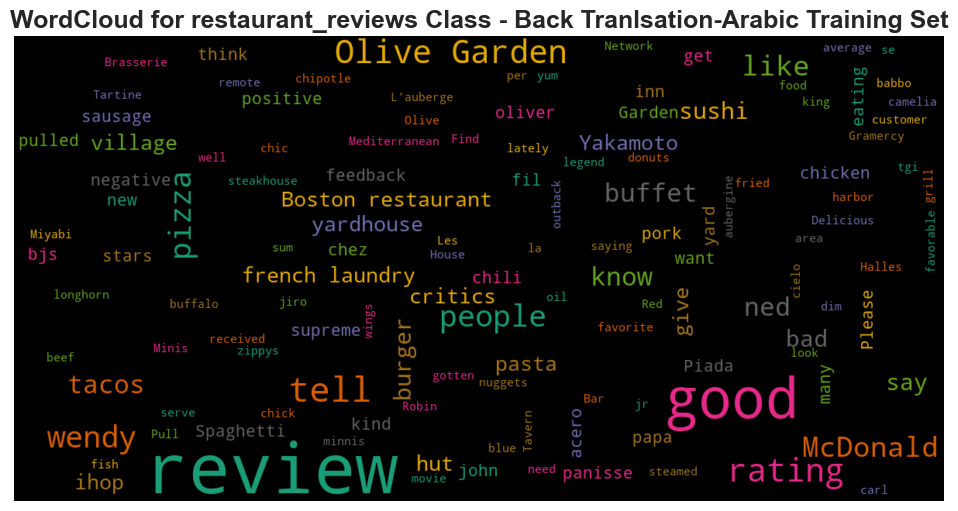 WordCloud for restaurant_reviews Class - Back Tranlsation-Arabic Training Set
Brasserie think Olive Garden Network get like average se
remote chipotle per yum food babbo
Tartine positive L'auberge inn king eating camelia
sausage Olive oliver Garden sushi customer
pulled village Mediterranean Find Yakamoto Gramercy
well chic lately legend donuts tgi
negative pizza steakhouse feedback fil outback buffet aubergine fried chicken grill
new Boston restaurant yard harbor
Miyabi yardhouse Les pork Delicious favorable
bjs stars sum chez House la saying want area
french laundry chili know cielo Halles
longhorn buffalo jiro critics oil Red give ned dim Please
supreme wings people favorite bad
beef Minis received zippys burger look
tacos tell gotten pasta nuggets Piada good many say
serve chick Robin Bar jr
wendy Pull Spaghetti kind minnis blue Tavern acero papa McDonald
fish review hut movie john need panisse steamed rating
ihop carl